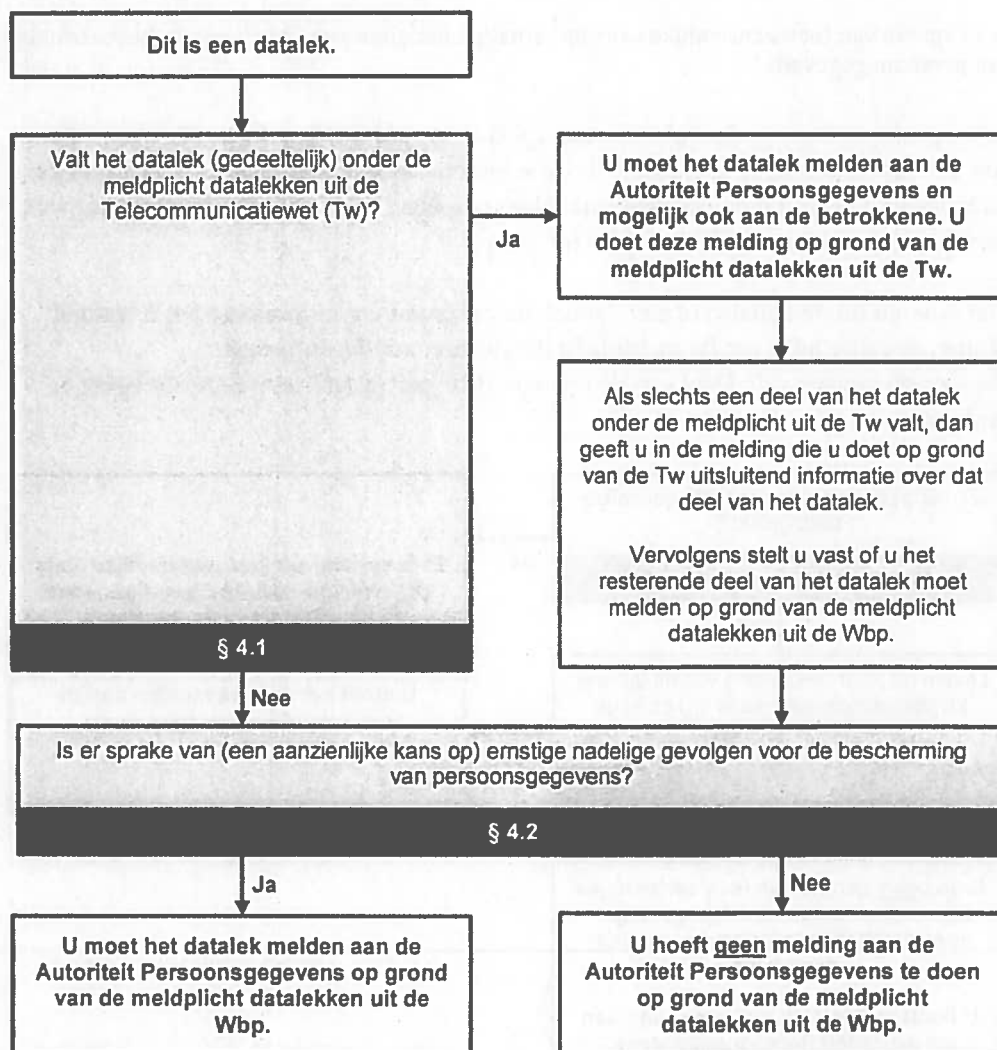 Dit is een datalek.
Valt het datalek (gedeeltelijk) onder de
meldplicht datalekken uit de
Telecommunicatiewet (Tw)?
Ja
U moet het datalek melden aan de
Autoriteit Persoonsgegevens en
mogelijk ook aan de betrokkene. U
doet deze melding op grond van de
meldplicht datalekken uit de Tw.
Als slechts een deel van het datalek
onder de meldplicht uit de Tw valt, dan
geeft u in de melding die u doet op grond
van de Tw uitsluitend informatie over dat
deel van het datalek.
Vervolgens stelt u vast of u het
resterende deel van het datalek moet
melden op grond van de meldplicht
datalekken uit de Wbp.
§ 4.1
Nee
Is er sprake van (een aanzienlijke kans op) ernstige nadelige gevolgen voor de bescherming
van persoonsgegevens?
§ 4.2
Ja
Nee
U moet het datalek melden aan de
Autoriteit Persoonsgegevens op grond
van de meldplicht datalekken uit de
Wbp.
U hoeft geen melding aan de
Autoriteit Persoonsgegevens te doen
op grond van de meldplicht
datalekken uit de Wbp.